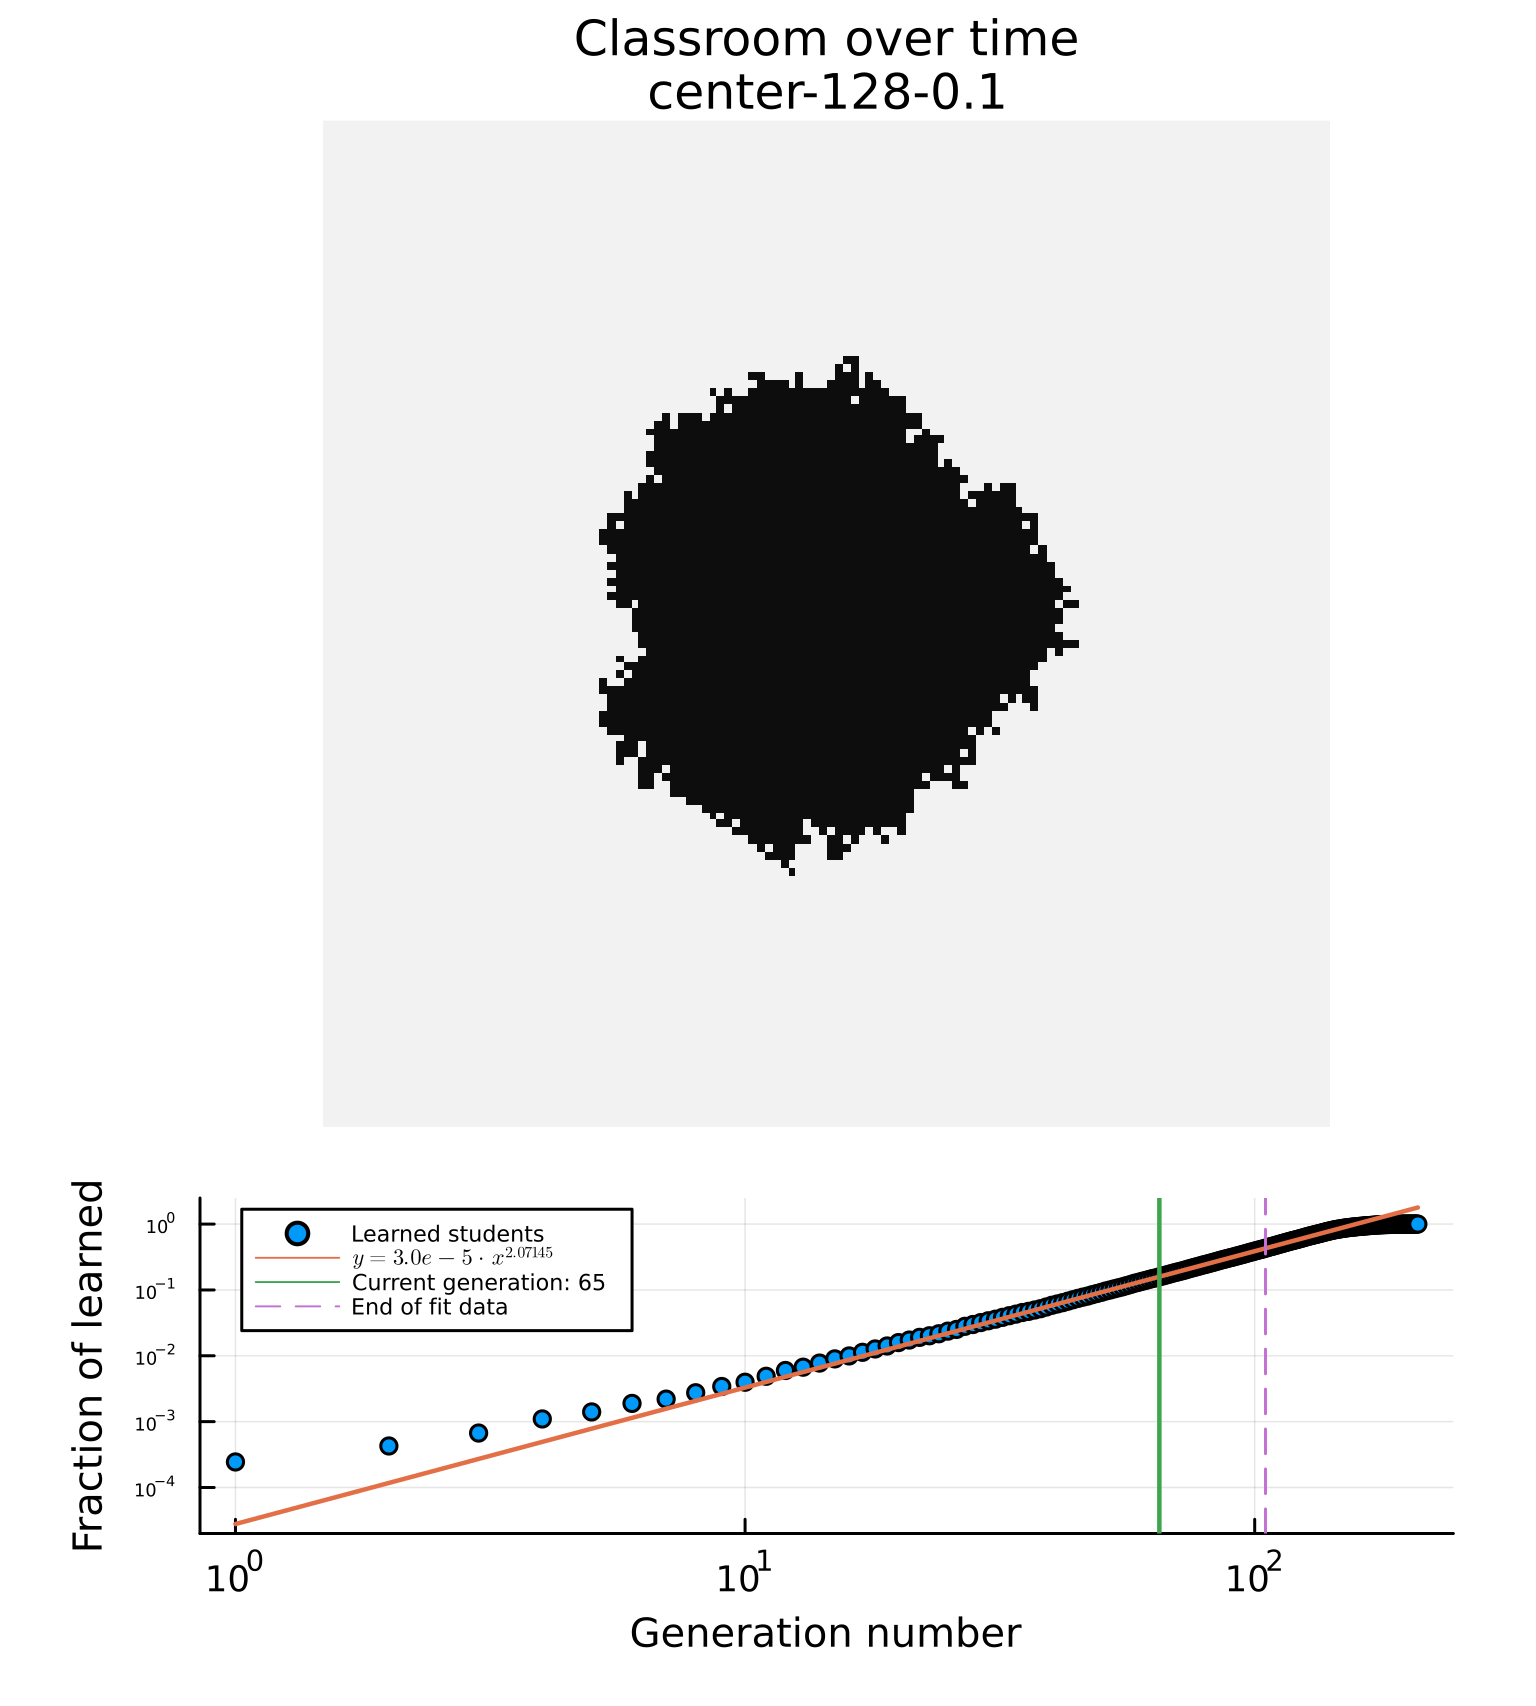 Classroom over time
center-128-0.1
Fraction of learned
10^0
10^-1
10^-2
10^-3
10^-4
Learned students
y = 3.0e - 5 · x^2.07145
Current generation: 65
End of fit data
10^0 10^1 10^2
Generation number